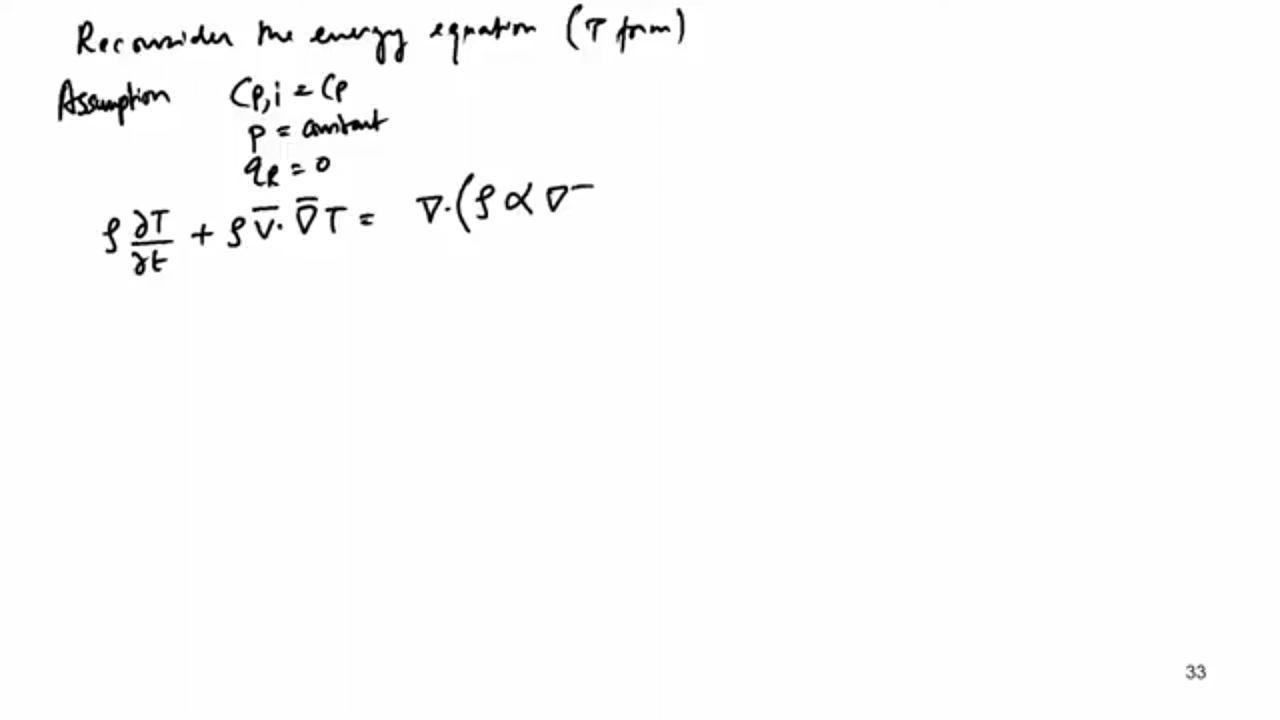 Reconsider the energy equation (T form)
Assumption Cp,i = Cp
p = constant
qR = 0
ρ ∂T/∂t + ρ v̅· ∇̅T = ∇·(ρ α ∇
33